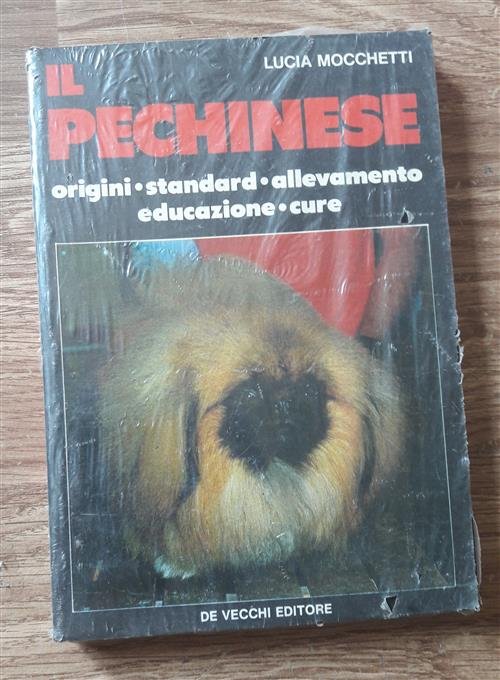 LUCIA MOCCHETTI
IL
PECHINESE
origini • standard • allevamento
educazione • cure
DE VECCHI EDITORE